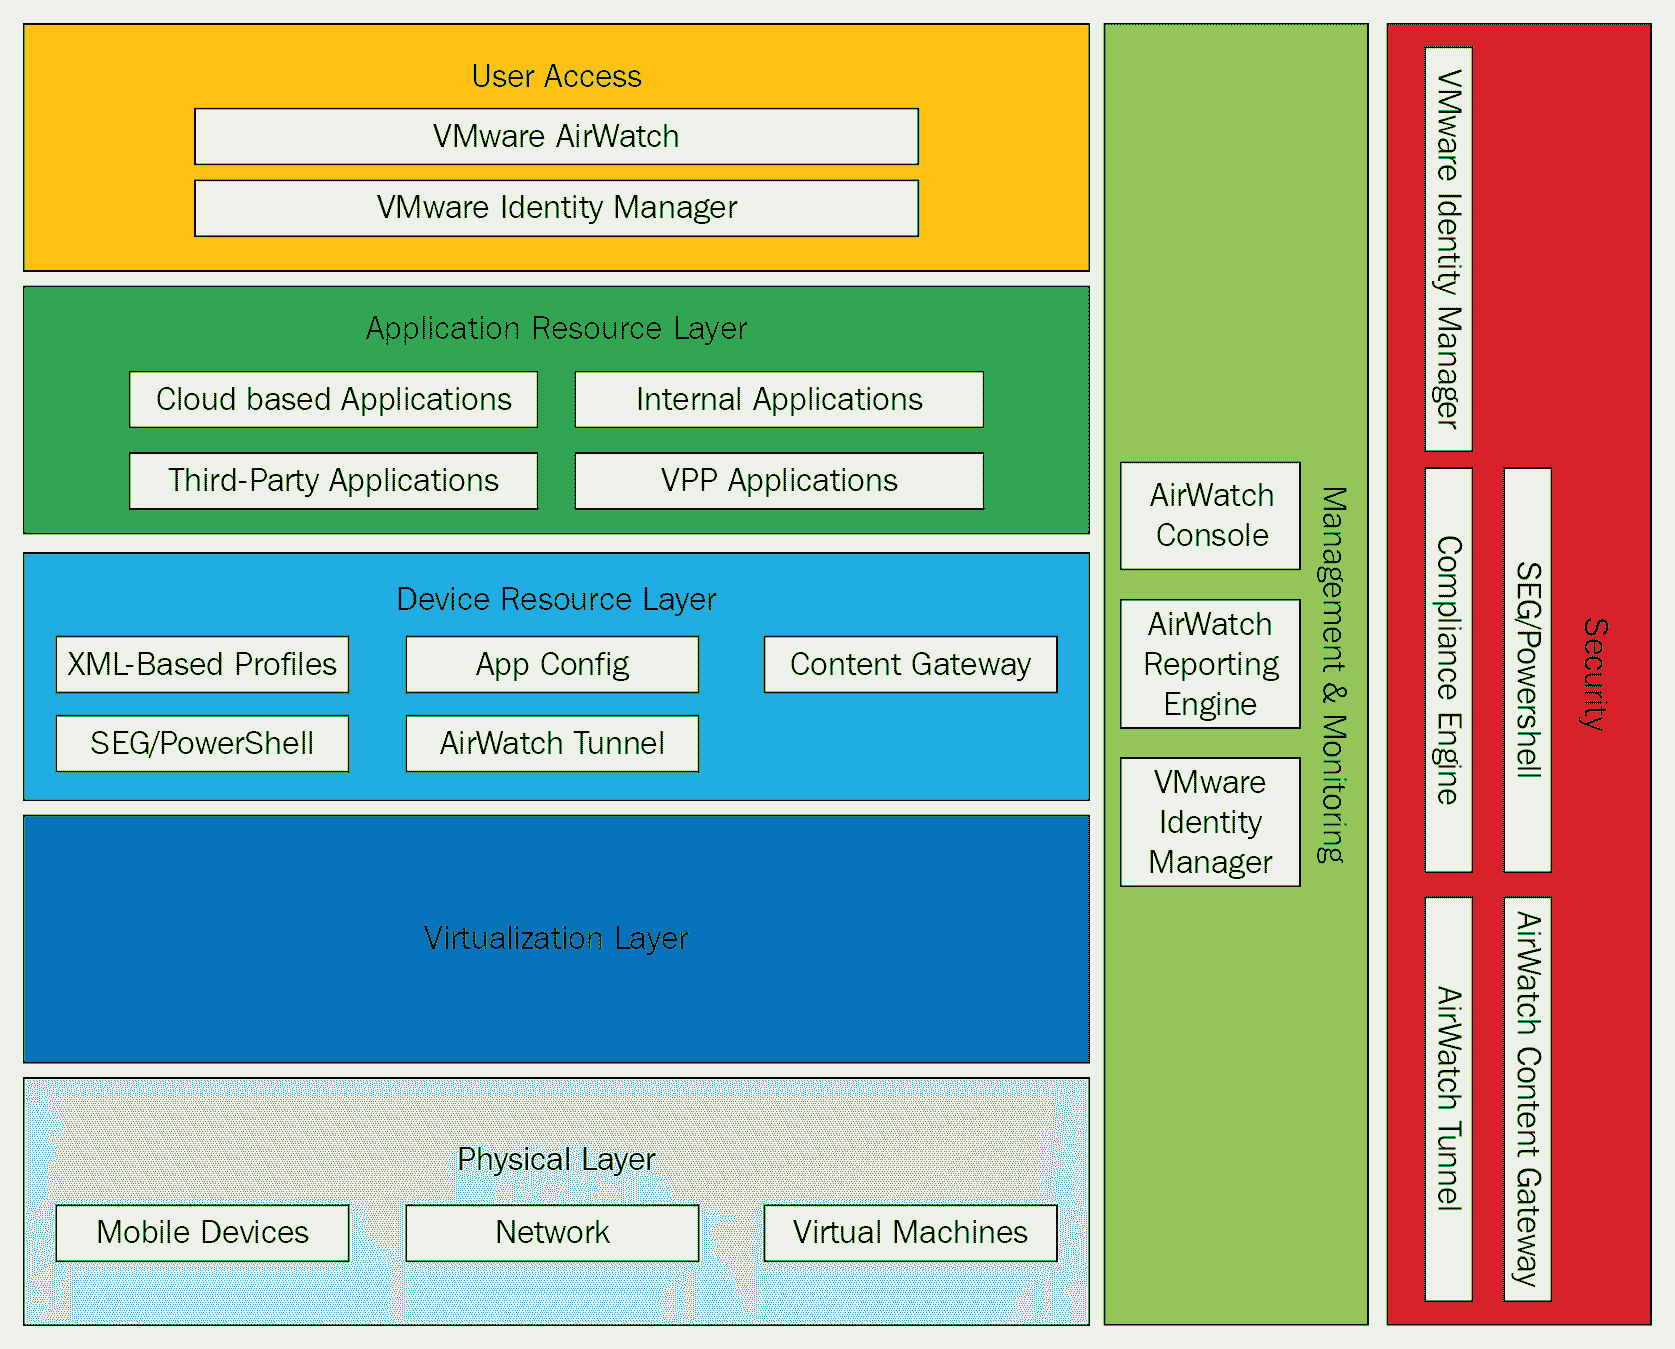 User Access
VMware AirWatch
VMware Identity Manager
Application Resource Layer
Cloud based Applications
Internal Applications
Third-Party Applications
VPP Applications
Device Resource Layer
XML-Based Profiles
App Config
Content Gateway
SEG/PowerShell
AirWatch Tunnel
Virtualization Layer
Physical Layer
Mobile Devices
Network
Virtual Machines
Management & Monitoring
AirWatch
Console
AirWatch
Reporting
Engine
VMware
Identity
Manager
Security
VMware Identity Manager
Compliance Engine
SEG/Powershell
AirWatch Tunnel
AirWatch Content Gateway